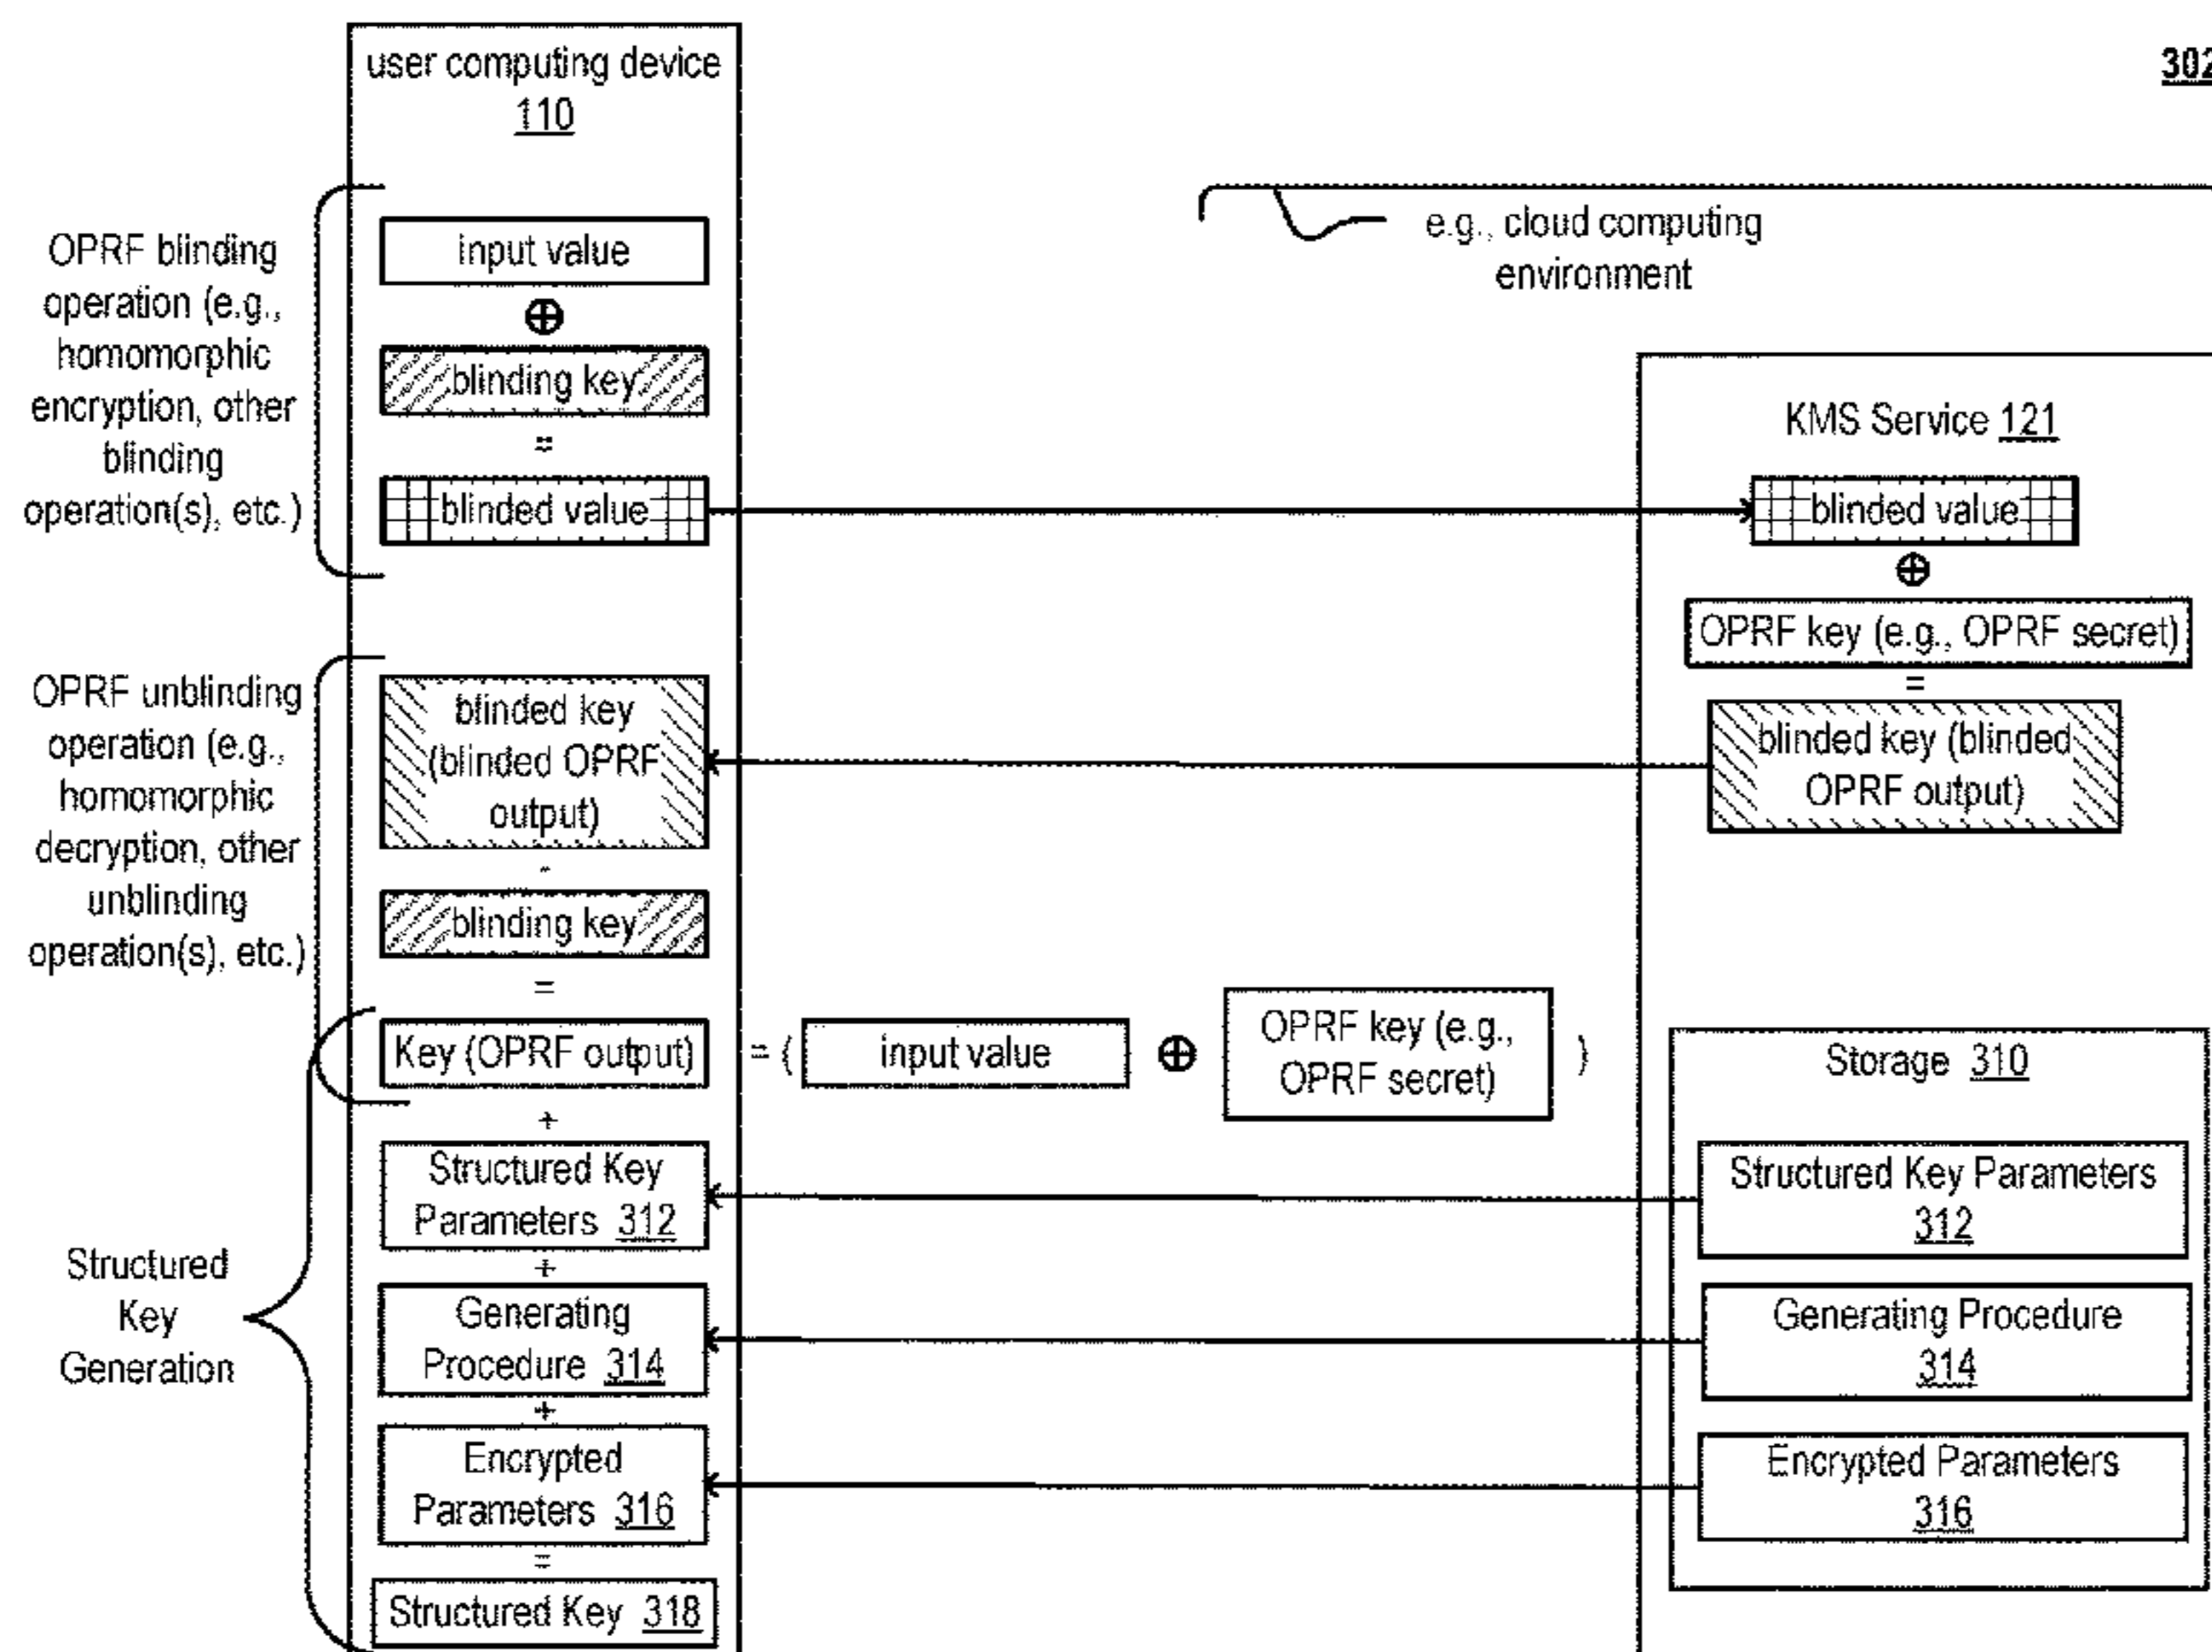 user computing device
110
302
OPRF blinding
operation (e.g.,
homomorphic
encryption, other
blinding
operation(s), etc.)
input value
⊕
blinding key
=
blinded value
e.g., cloud computing
environment
KMS Service 121
blinded value
⊕
OPRF key (e.g., OPRF secret)
=
blinded key (blinded
OPRF output)
OPRF unblinding
operation (e.g.,
homomorphic
decryption, other
unblinding
operation(s), etc.)
blinded key
(blinded OPRF
output)
-
blinding key
=
Key (OPRF output)
= ( input value ⊕ OPRF key (e.g.,
OPRF secret) )
+
Structured Key
Parameters 312
+
Generating
Procedure 314
+
Encrypted
Parameters 316
=
Structured Key 318
Structured
Key
Generation
Storage 310
Structured Key Parameters
312
Generating Procedure
314
Encrypted Parameters
316